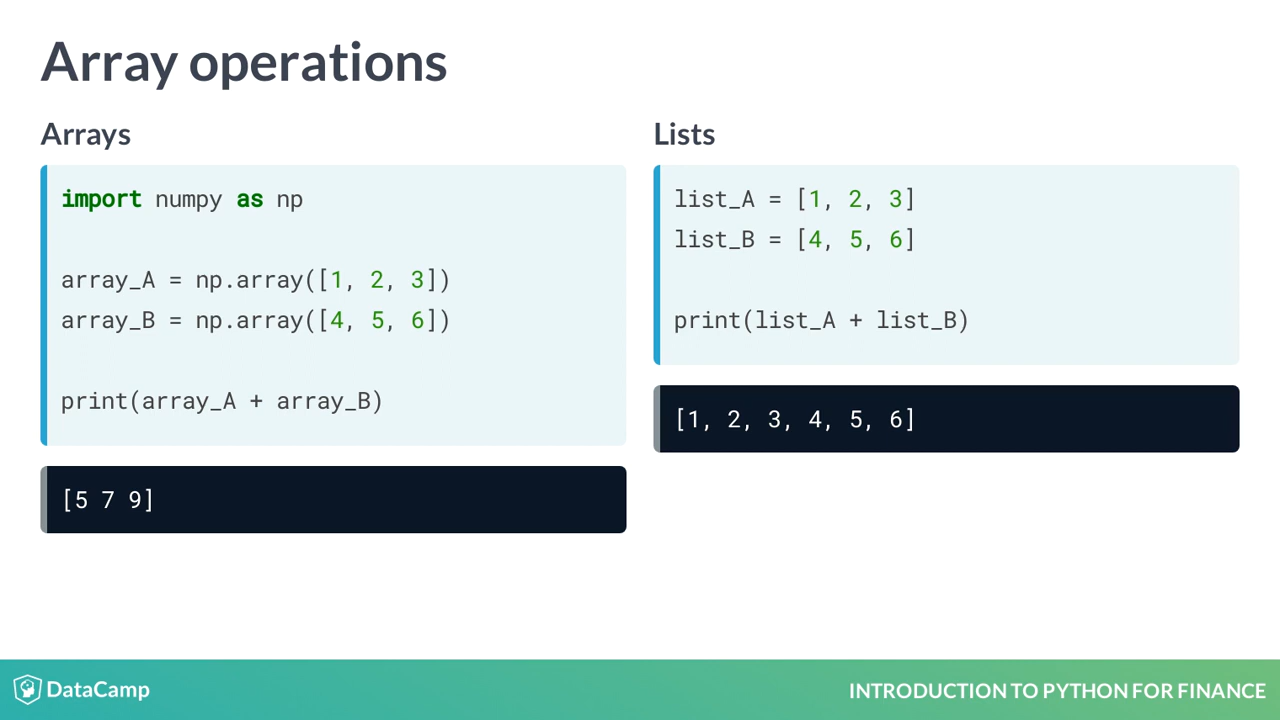 Array operations
Arrays
import numpy as np
array_A = np.array([1, 2, 3])
array_B = np.array([4, 5, 6])
print(array_A + array_B)
[5 7 9]
Lists
list_A = [1, 2, 3]
list_B = [4, 5, 6]
print(list_A + list_B)
[1, 2, 3, 4, 5, 6]
DataCamp
INTRODUCTION TO PYTHON FOR FINANCE